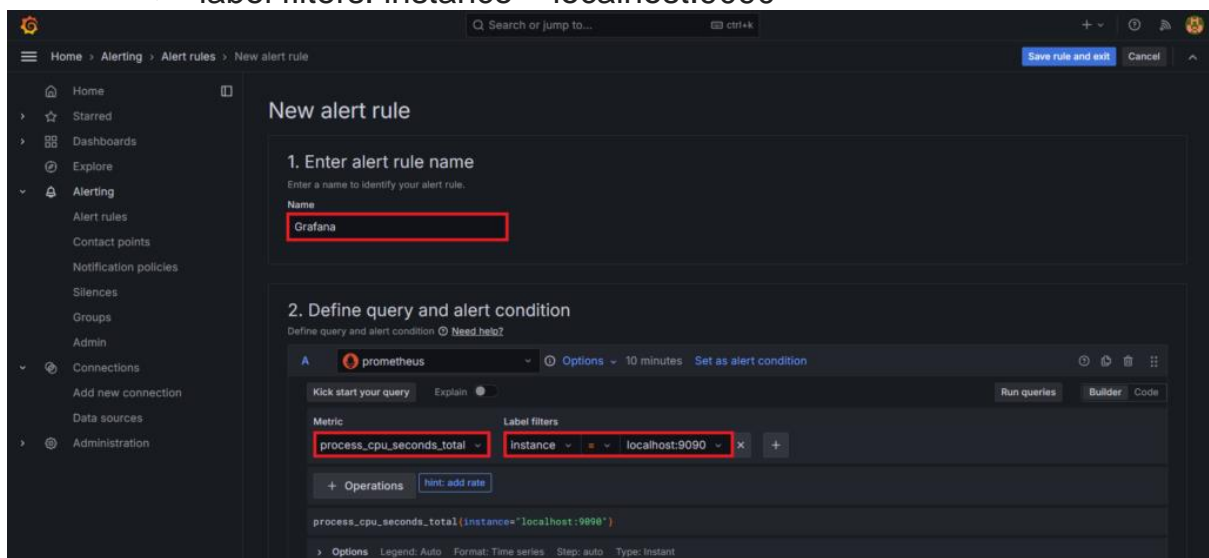 label filters: instance = localhost:9090
Search or jump to... ctrl+k
Home > Alerting > Alert rules > New alert rule
Save rule and exit Cancel
Home
Starred
Dashboards
Explore
Alerting
Alert rules
Contact points
Notification policies
Silences
Groups
Admin
Connections
Add new connection
Data sources
Administration
New alert rule
1. Enter alert rule name
Enter a name to identify your alert rule.
Name
Grafana
2. Define query and alert condition
Define query and alert condition Need help?
A prometheus Options 10 minutes Set as alert condition
Kick start your query Explain Run queries Builder Code
Metric Label filters
process_cpu_seconds_total instance = localhost:9090 × +
+ Operations hint: add rate
process_cpu_seconds_total{instance="localhost:9090"}
> Options Legend: Auto Format: Time series Step: auto Type: Instant